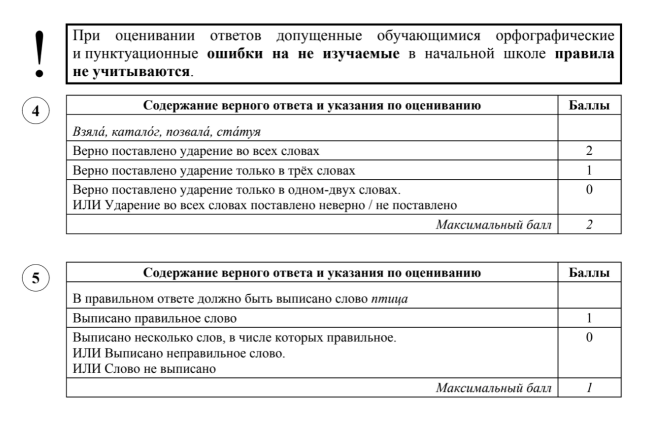 !
При оценивании ответов допущенные обучающимися орфографические
и пунктуационные ошибки на не изучаемые в начальной школе правила
не учитываются.
4
Содержание верного ответа и указания по оцениванию Баллы
Взяла́, катало́г, позвала́, ста́туя
Верно поставлено ударение во всех словах 2
Верно поставлено ударение только в трёх словах 1
Верно поставлено ударение только в одном-двух словах. 0
ИЛИ Ударение во всех словах поставлено неверно / не поставлено
Максимальный балл 2
5
Содержание верного ответа и указания по оцениванию Баллы
В правильном ответе должно быть выписано слово птица
Выписано правильное слово 1
Выписано несколько слов, в числе которых правильное. 0
ИЛИ Выписано неправильное слово.
ИЛИ Слово не выписано
Максимальный балл 1